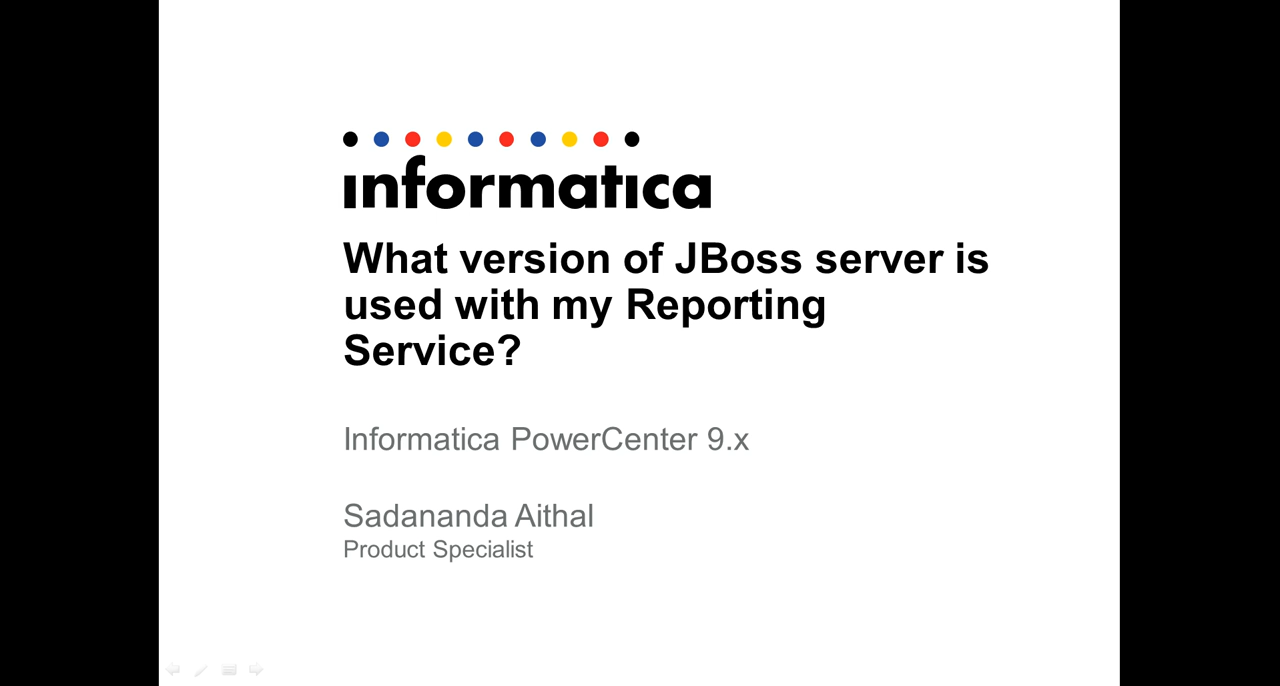 informatica
What version of JBoss server is
used with my Reporting
Service?
Informatica PowerCenter 9.x
Sadananda Aithal
Product Specialist